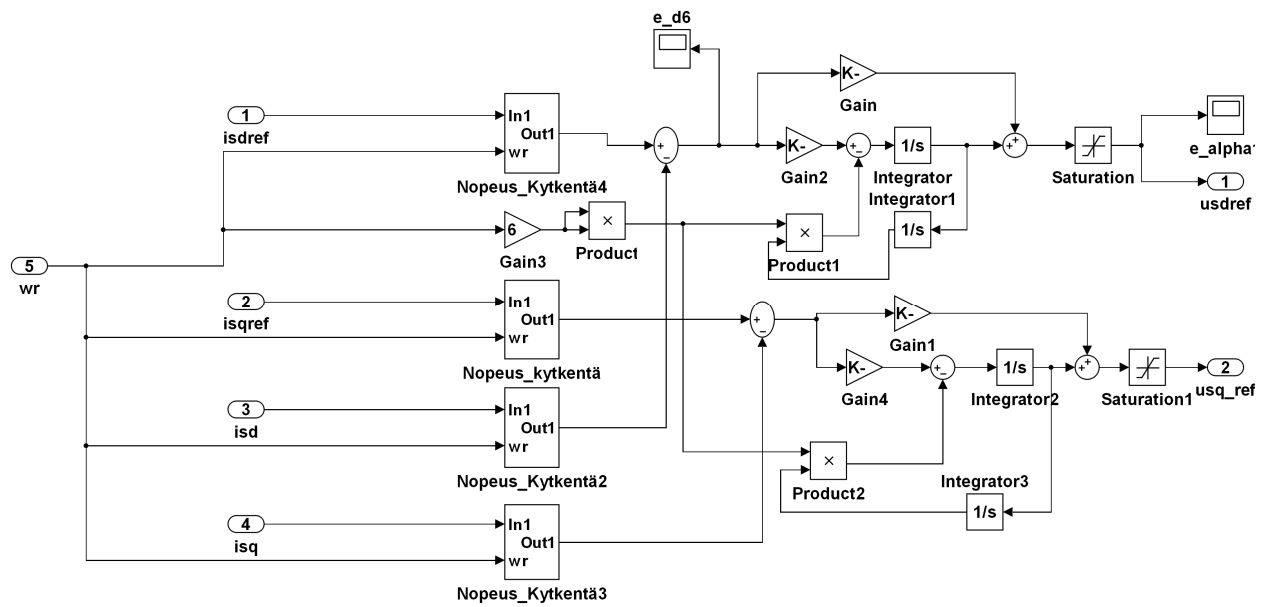 e_d6
K-
Gain
1
isdref
In1
Out1
wr
Nopeus_Kytkentä4
+
−
K-
Gain2
+
−
1/s
Integrator
+
+
Saturation
e_alpha1
1
usdref
Integrator1
1/s
6
Gain3
×
Product
×
Product1
5
wr
2
isqref
In1
Out1
wr
Nopeus_kytkentä
+
−
K-
Gain1
K-
Gain4
+
−
1/s
Integrator2
+
+
Saturation1
2
usq_ref
3
isd
In1
Out1
wr
Nopeus_Kytkentä2
×
Product2
Integrator3
1/s
4
isq
In1
Out1
wr
Nopeus_Kytkentä3